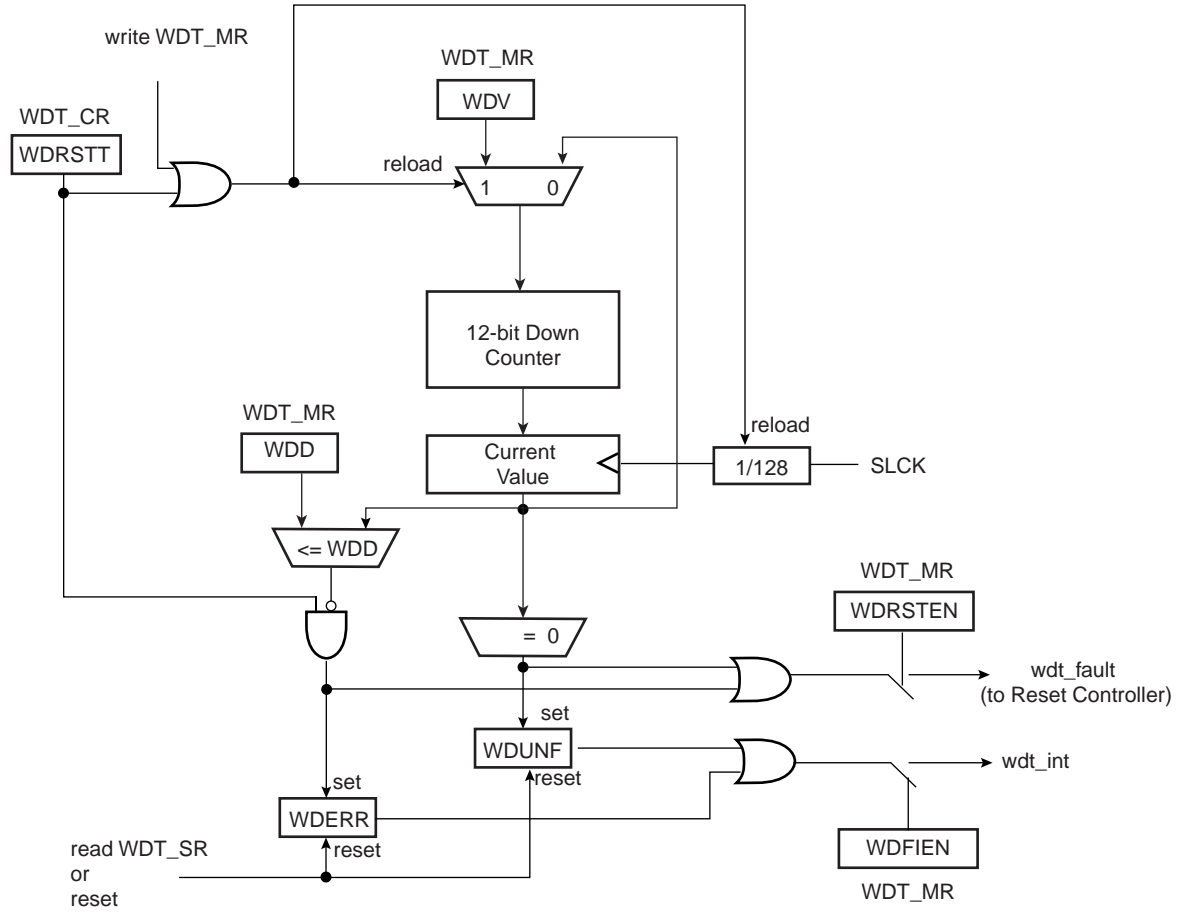 write WDT_MR
WDT_MR
WDV
WDT_CR
WDRSTT
reload
1 0
12-bit Down
Counter
WDT_MR
WDD
reload
Current
Value
1/128
SLCK
<= WDD
WDT_MR
WDRSTEN
= 0
wdt_fault
(to Reset Controller)
set
WDUNF
reset
wdt_int
set
WDERR
reset
read WDT_SR
or
reset
WDFIEN
WDT_MR